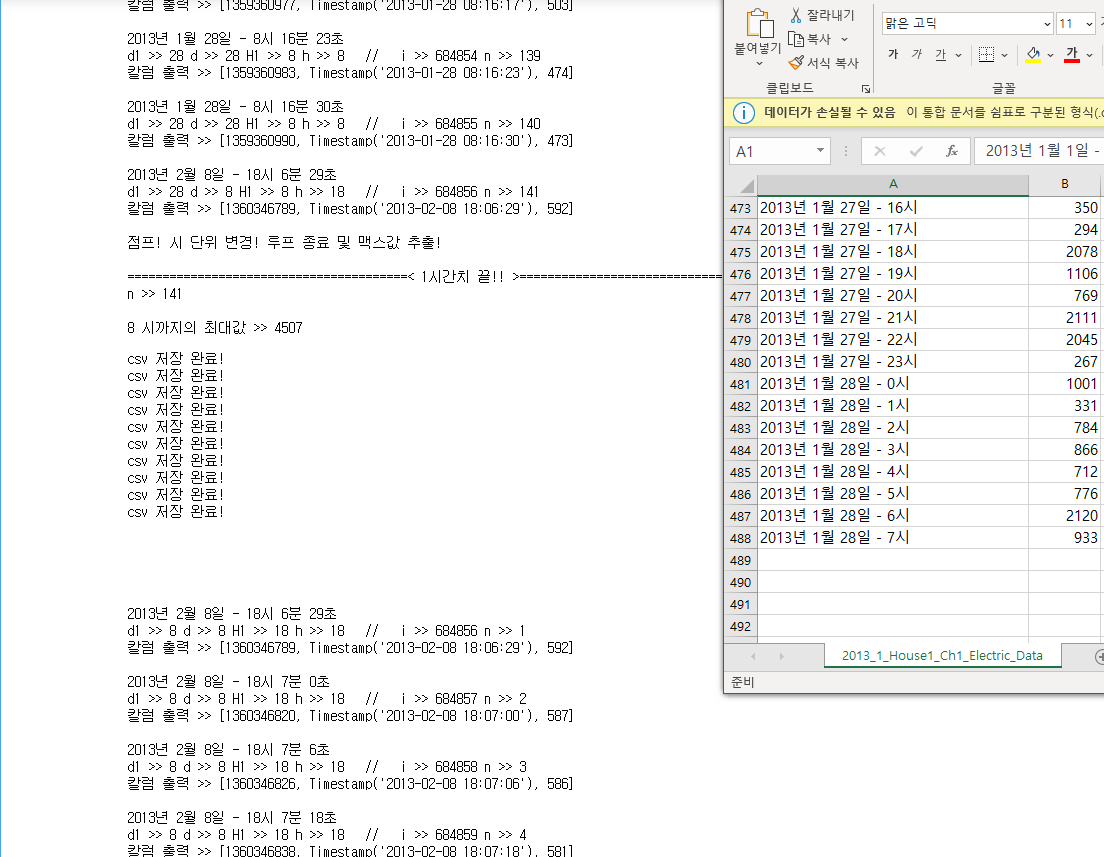 칼럼 출력 >> [1359360977, Timestamp('2013-01-28 08:16:17'), 503]
2013년 1월 28일 - 8시 16분 23초
d1 >> 28 d >> 28 H1 >> 8 h >> 8 // i >> 684854 n >> 139
칼럼 출력 >> [1359360983, Timestamp('2013-01-28 08:16:23'), 474]
2013년 1월 28일 - 8시 16분 30초
d1 >> 28 d >> 28 H1 >> 8 h >> 8 // i >> 684855 n >> 140
칼럼 출력 >> [1359360990, Timestamp('2013-01-28 08:16:30'), 473]
2013년 2월 8일 - 18시 6분 29초
d1 >> 28 d >> 8 H1 >> 8 h >> 18 // i >> 684856 n >> 141
칼럼 출력 >> [1360346789, Timestamp('2013-02-08 18:06:29'), 592]
점프! 시 단위 변경! 루프 종료 및 맥스값 추출!
========================================< 1시간치 끝!! >=============================
n >> 141
8 시까지의 최대값 >> 4507
csv 저장 완료!
csv 저장 완료!
csv 저장 완료!
csv 저장 완료!
csv 저장 완료!
csv 저장 완료!
csv 저장 완료!
csv 저장 완료!
csv 저장 완료!
csv 저장 완료!
2013년 2월 8일 - 18시 6분 29초
d1 >> 8 d >> 8 H1 >> 18 h >> 18 // i >> 684856 n >> 1
칼럼 출력 >> [1360346789, Timestamp('2013-02-08 18:06:29'), 592]
2013년 2월 8일 - 18시 7분 0초
d1 >> 8 d >> 8 H1 >> 18 h >> 18 // i >> 684857 n >> 2
칼럼 출력 >> [1360346820, Timestamp('2013-02-08 18:07:00'), 587]
2013년 2월 8일 - 18시 7분 6초
d1 >> 8 d >> 8 H1 >> 18 h >> 18 // i >> 684858 n >> 3
칼럼 출력 >> [1360346826, Timestamp('2013-02-08 18:07:06'), 586]
2013년 2월 8일 - 18시 7분 18초
d1 >> 8 d >> 8 H1 >> 18 h >> 18 // i >> 684859 n >> 4
칼럼 출력 >> [1360346838, Timestamp('2013-02-08 18:07:18'), 581]
붙여넣기
잘라내기
복사
서식 복사
클립보드
맑은 고딕 11
가 가 가 가
글꼴
데이터가 손실될 수 있음 이 통합 문서를 쉼표로 구분된 형식(.c
A1 fx 2013년 1월 1일 -
A B
473 2013년 1월 27일 - 16시 350
474 2013년 1월 27일 - 17시 294
475 2013년 1월 27일 - 18시 2078
476 2013년 1월 27일 - 19시 1106
477 2013년 1월 27일 - 20시 769
478 2013년 1월 27일 - 21시 2111
479 2013년 1월 27일 - 22시 2045
480 2013년 1월 27일 - 23시 267
481 2013년 1월 28일 - 0시 1001
482 2013년 1월 28일 - 1시 331
483 2013년 1월 28일 - 2시 784
484 2013년 1월 28일 - 3시 866
485 2013년 1월 28일 - 4시 712
486 2013년 1월 28일 - 5시 776
487 2013년 1월 28일 - 6시 2120
488 2013년 1월 28일 - 7시 933
489
490
491
492
2013_1_House1_Ch1_Electric_Data
준비